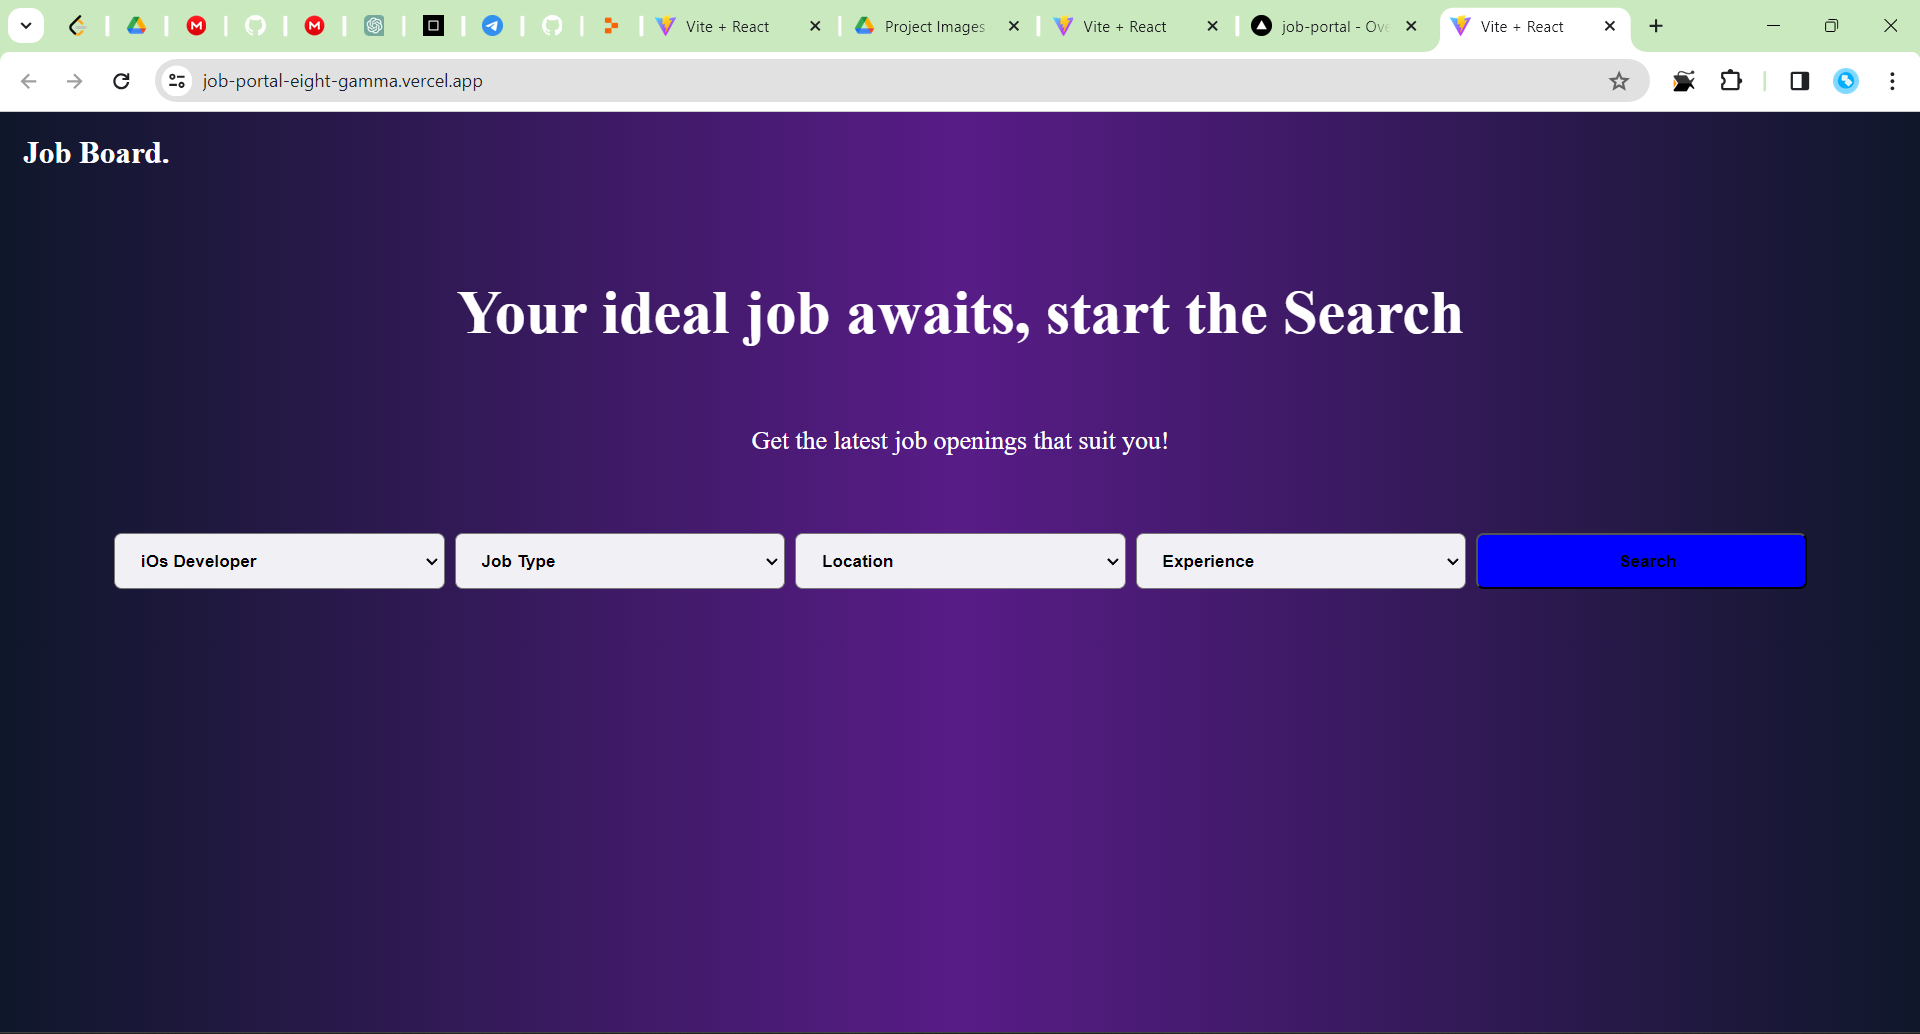 Vite + React
Project Images
Vite + React
job-portal - Ov
Vite + React
job-portal-eight-gamma.vercel.app
Job Board.
Your ideal job awaits, start the Search
Get the latest job openings that suit you!
iOs Developer
Job Type
Location
Experience
Search